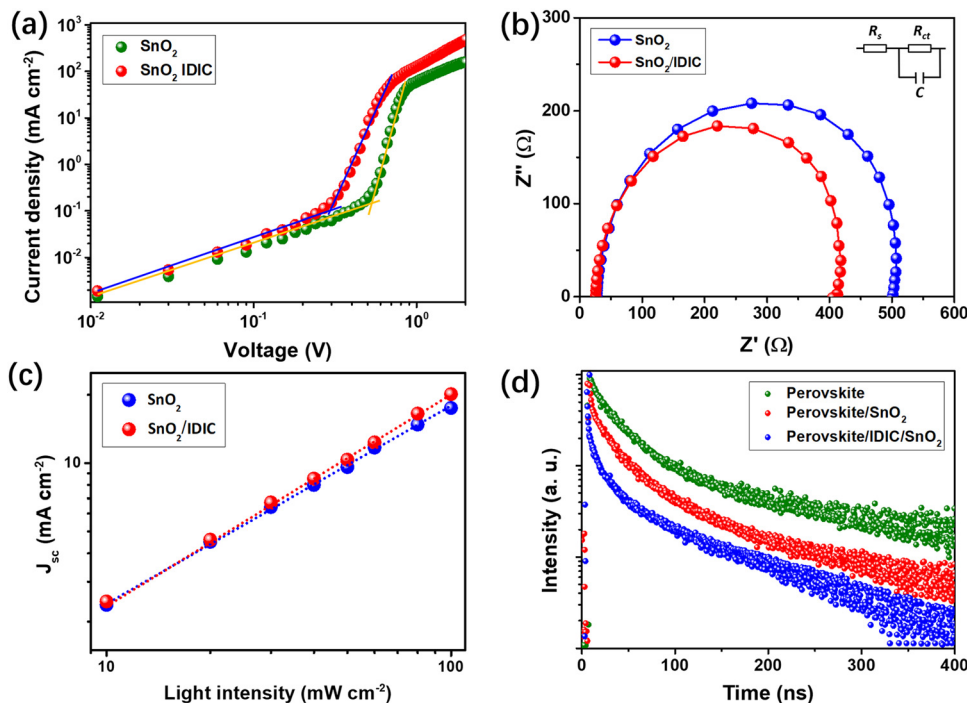 (a)
SnO₂
SnO₂ IDIC
Current density (mA cm⁻²)
10³
10²
10¹
10⁰
10⁻¹
10⁻²
10⁻²
10⁻¹
10⁰
Voltage (V)
(b)
SnO₂
SnO₂/IDIC
Rs
Rct
C
Z'' (Ω)
300
200
100
0
0
100
200
300
400
500
600
Z' (Ω)
(c)
SnO₂
SnO₂/IDIC
Jsc (mA cm⁻²)
10
10
100
Light intensity (mW cm⁻²)
(d)
Perovskite
Perovskite/SnO₂
Perovskite/IDIC/SnO₂
Intensity (a. u.)
0
100
200
300
400
Time (ns)